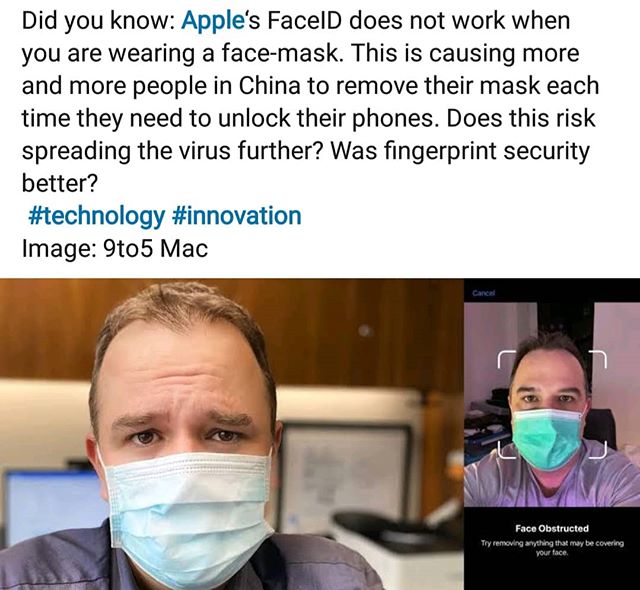 Did you know: Apple's FaceID does not work when
you are wearing a face-mask. This is causing more
and more people in China to remove their mask each
time they need to unlock their phones. Does this risk
spreading the virus further? Was fingerprint security
better?
#technology #innovation
Image: 9to5 Mac
Cancel
Face Obstructed
Try removing anything that may be covering
your face.